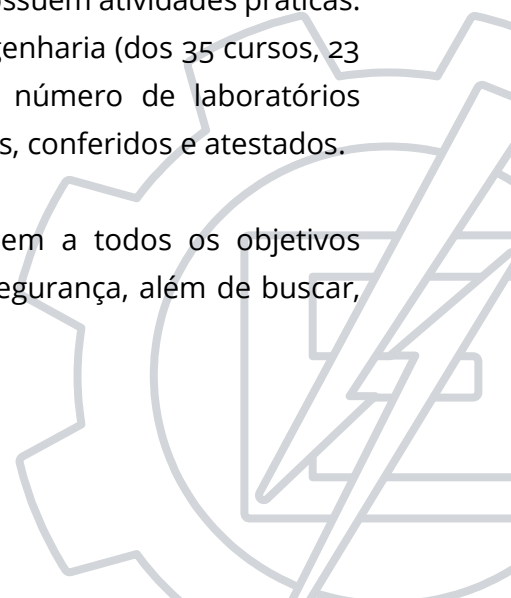 possuem atividades práticas.
genharia (dos 35 cursos, 23
número de laboratórios
s, conferidos e atestados.
em a todos os objetivos
egurança, além de buscar,